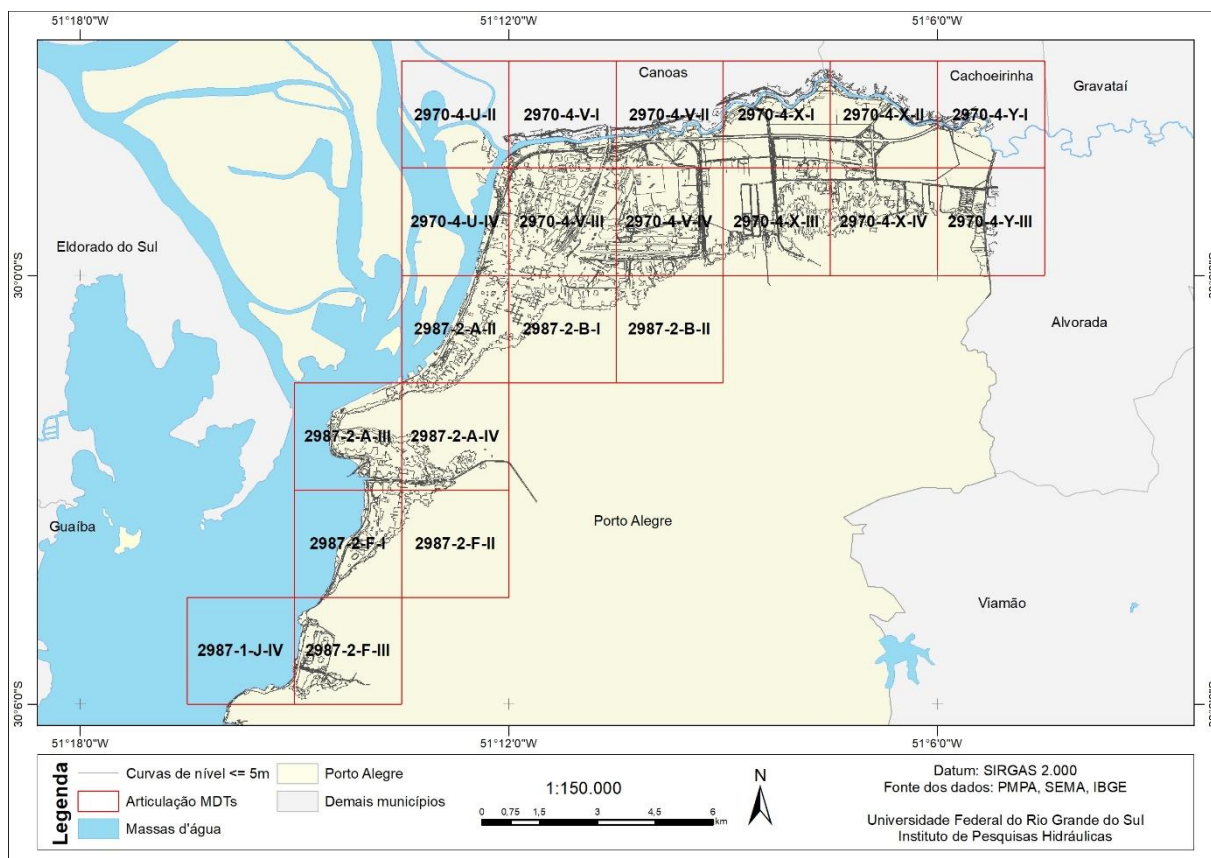 51°18'0"W 51°12'0"W 51°6'0"W
Canoas
Cachoeirinha
Gravataí
2970-4-U-II 2970-4-V-I 2970-4-V-II 2970-4-X-I 2970-4-X-II 2970-4-Y-I
2970-4-U-IV 2970-4-V-III 2970-4-V-IV 2970-4-X-III 2970-4-X-IV 2970-4-Y-III
Eldorado do Sul
30°0'0"S
Alvorada
2987-2-A-II 2987-2-B-I 2987-2-B-II
2987-2-A-III 2987-2-A-IV
Guaíba
Porto Alegre
2987-2-F-I 2987-2-F-II
Viamão
2987-1-J-IV 2987-2-F-III
30°6'0"S
51°18'0"W 51°12'0"W 51°6'0"W
Legenda
Curvas de nível <= 5m
Articulação MDTs
Massas d'água
Porto Alegre
Demais municípios
1:150.000
0 0,75 1,5 3 4,5 6
km
N
Datum: SIRGAS 2.000
Fonte dos dados: PMPA, SEMA, IBGE
Universidade Federal do Rio Grande do Sul
Instituto de Pesquisas Hidráulicas